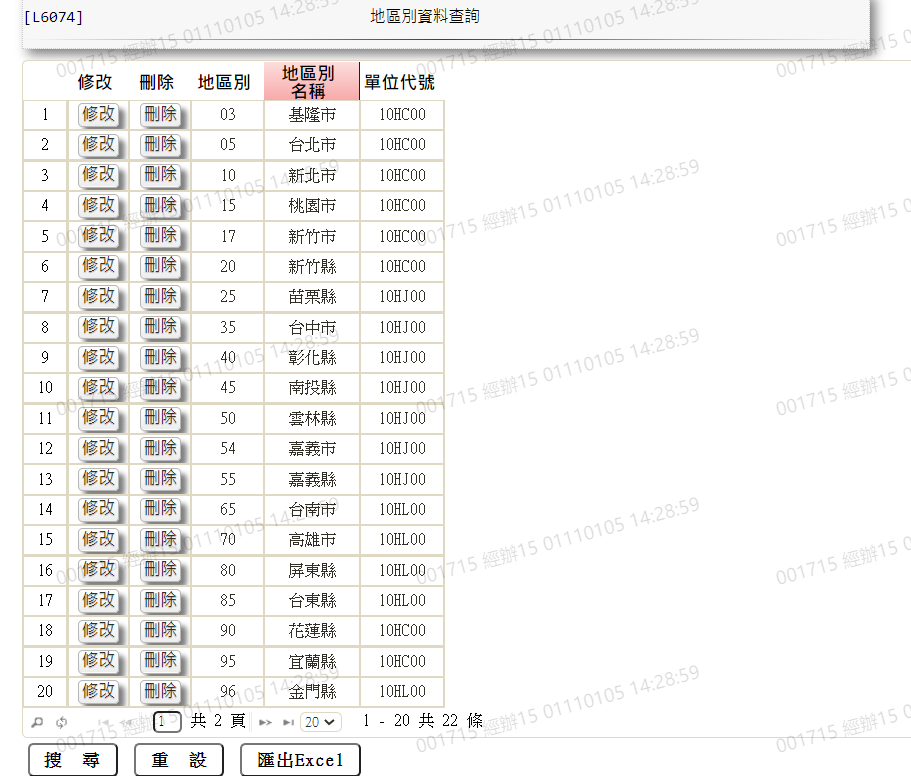 [L6074] 地區別資料查詢
修改 刪除 地區別 地區別名稱 單位代號
1 修改 刪除 03 基隆市 10HC00
2 修改 刪除 05 台北市 10HC00
3 修改 刪除 10 新北市 10HC00
4 修改 刪除 15 桃園市 10HC00
5 修改 刪除 17 新竹市 10HC00
6 修改 刪除 20 新竹縣 10HC00
7 修改 刪除 25 苗栗縣 10HJ00
8 修改 刪除 35 台中市 10HJ00
9 修改 刪除 40 彰化縣 10HJ00
10 修改 刪除 45 南投縣 10HJ00
11 修改 刪除 50 雲林縣 10HJ00
12 修改 刪除 54 嘉義市 10HJ00
13 修改 刪除 55 嘉義縣 10HJ00
14 修改 刪除 65 台南市 10HL00
15 修改 刪除 70 高雄市 10HL00
16 修改 刪除 80 屏東縣 10HL00
17 修改 刪除 85 台東縣 10HL00
18 修改 刪除 90 花蓮縣 10HC00
19 修改 刪除 95 宜蘭縣 10HC00
20 修改 刪除 96 金門縣 10HL00
1 共 2 頁 20 1 - 20 共 22 條
搜 尋 重 設 匯出Excel
001715 經辦15 01110105 14:28:59